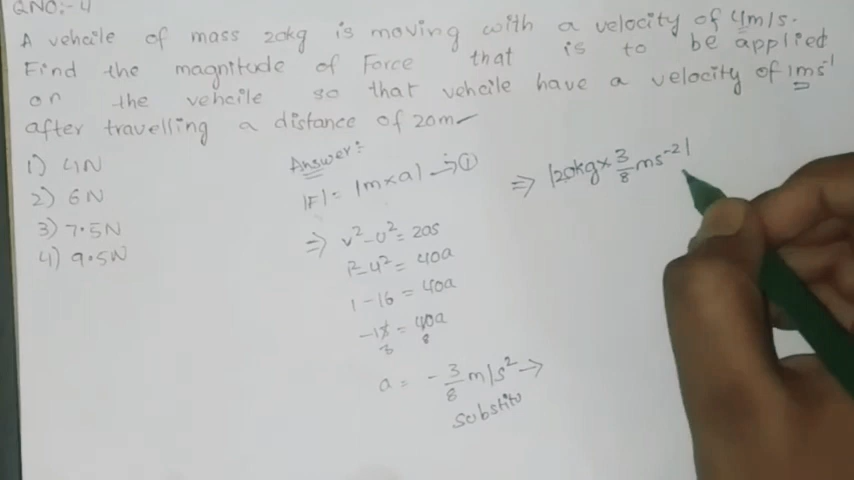 QNO:- 4
A vehcile of mass 20kg is moving with a velocity of 4m/s.
Find the magnitude of Force that is to be applied
on the vehcile so that vehcile have a velocity of 1ms-1
after travelling a distance of 20m
1) 4N
2) 6N
3) 7.5N
4) 9.5N
Answer:
|F| = |m×a| → ①
⇒ v²-u² = 2as
1²-4² = 40a
1-16 = 40a
-15 = 40a
3 8
a = -3/8 m/s² →
substitu
⇒ |20kg × 3/8 ms-2|